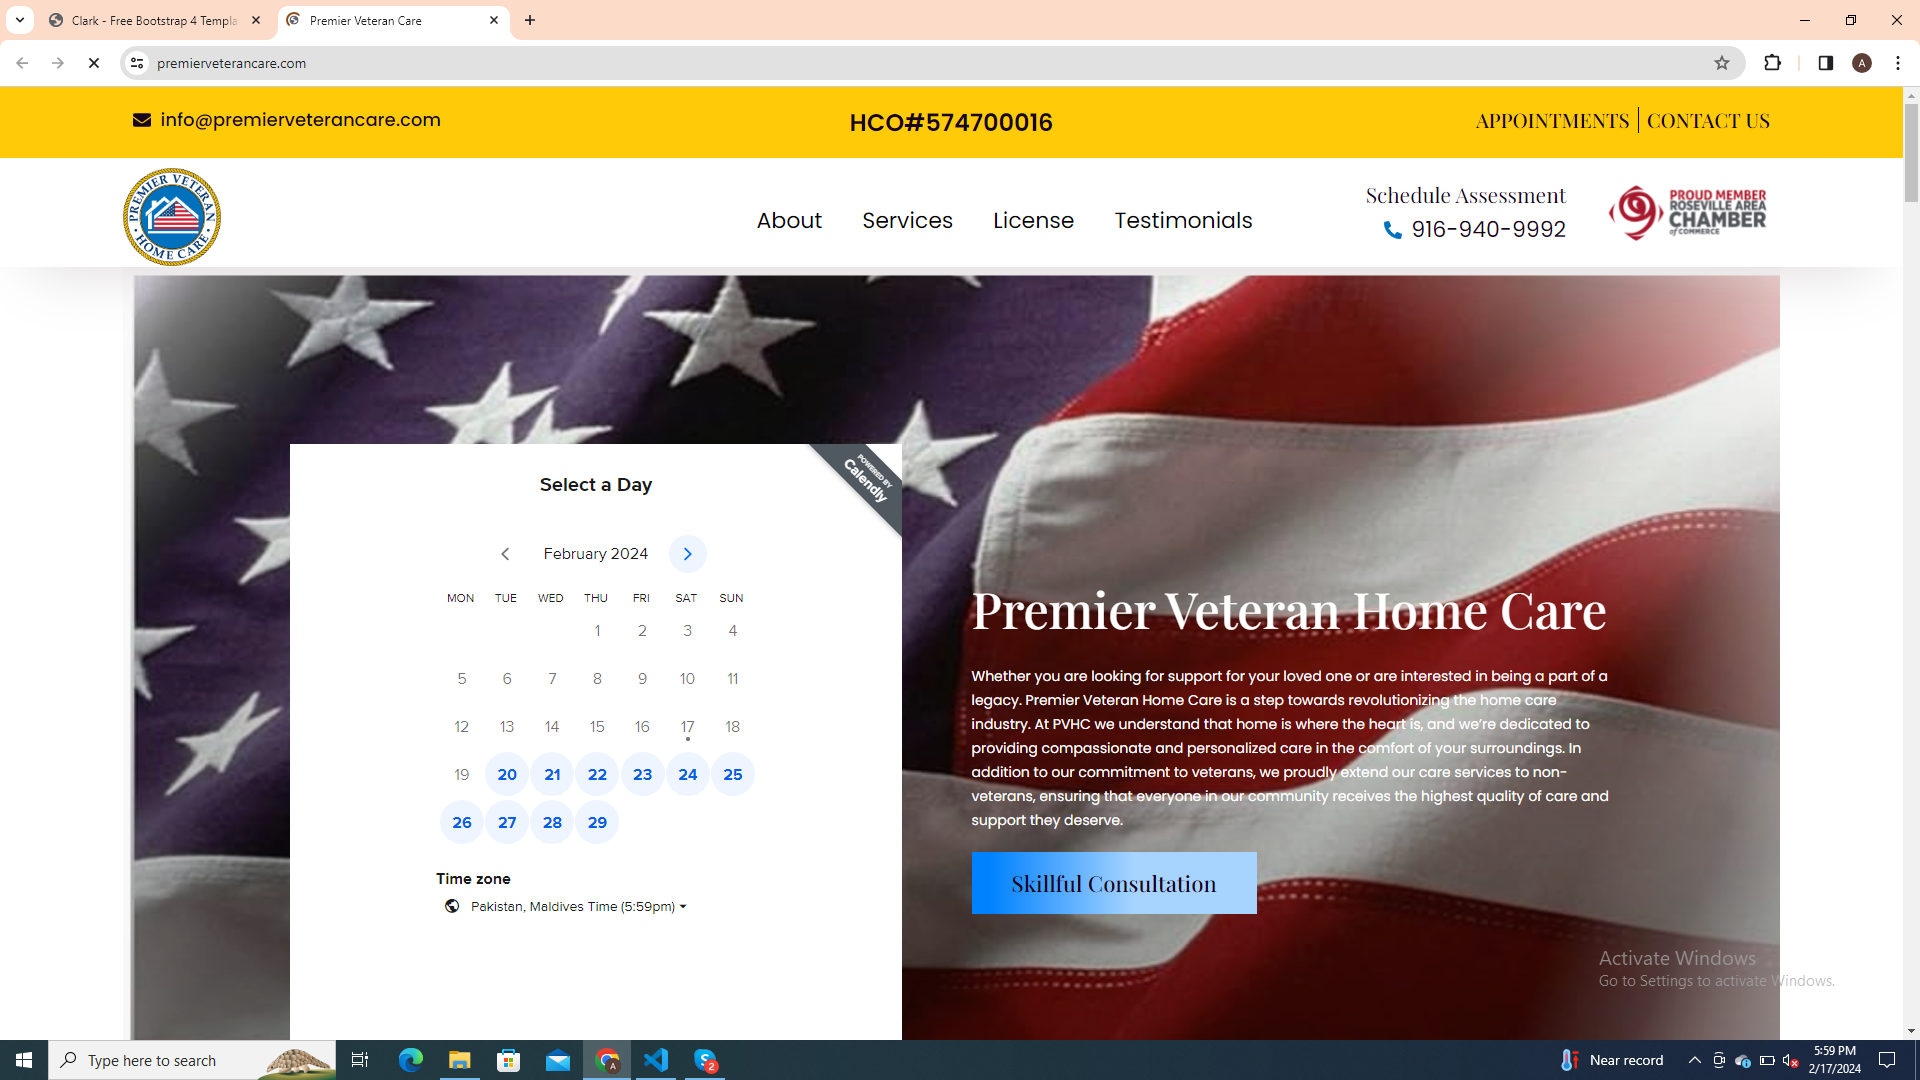 Clark - Free Bootstrap 4 Templa
Premier Veteran Care
premierveterancare.com
A
info@premierveterancare.com
HCO#574700016
APPOINTMENTS
CONTACT US
PREMIER VETERAN
HOME CARE
About
Services
License
Testimonials
Schedule Assessment
916-940-9992
PROUD MEMBER
ROSEVILLE AREA
CHAMBER
of COMMERCE
POWERED BY
Calendly
Select a Day
February 2024
MON TUE WED THU FRI SAT SUN
1 2 3 4
5 6 7 8 9 10 11
12 13 14 15 16 17 18
19 20 21 22 23 24 25
26 27 28 29
Time zone
Pakistan, Maldives Time (5:59pm)
Premier Veteran Home Care
Whether you are looking for support for your loved one or are interested in being a part of a
legacy. Premier Veteran Home Care is a step towards revolutionizing the home care
industry. At PVHC we understand that home is where the heart is, and we’re dedicated to
providing compassionate and personalized care in the comfort of your surroundings. In
addition to our commitment to veterans, we proudly extend our care services to non-
veterans, ensuring that everyone in our community receives the highest quality of care and
support they deserve.
Skillful Consultation
Activate Windows
Go to Settings to activate Windows.
Type here to search
A
2
Near record
5:59 PM
2/17/2024